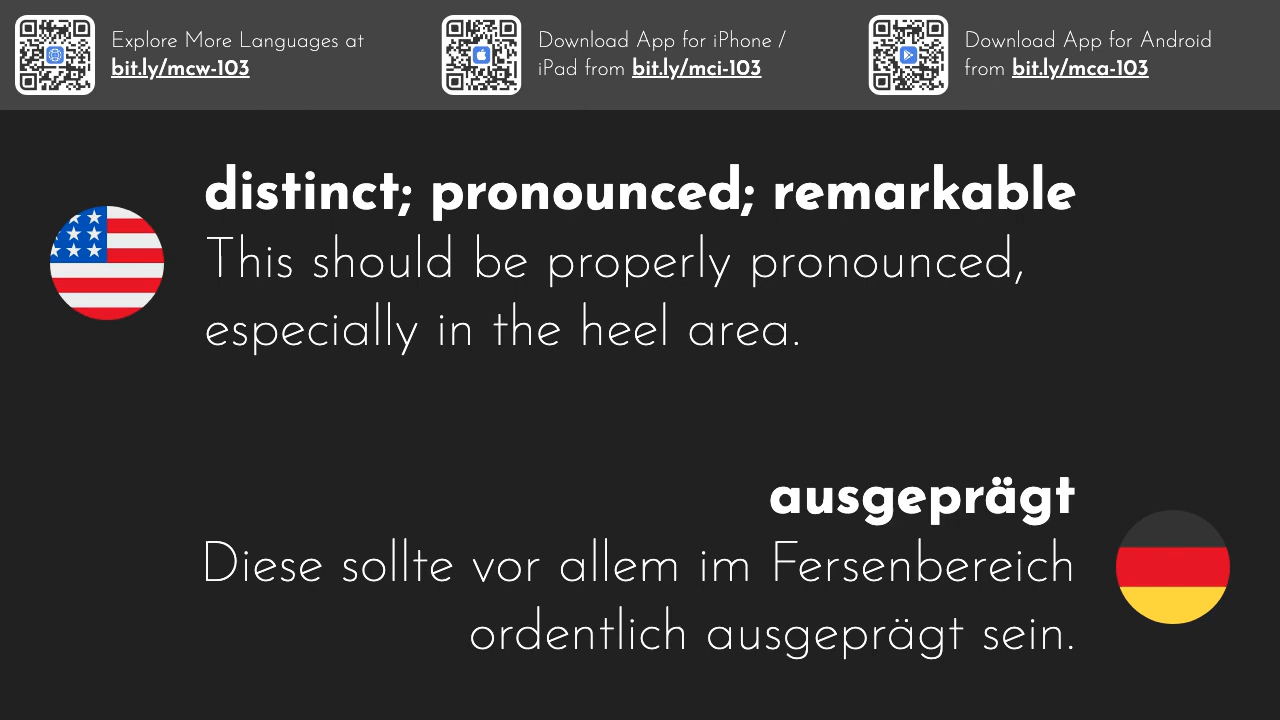 Explore More Languages at
bit.ly/mcw-103
Download App for iPhone /
iPad from bit.ly/mci-103
Download App for Android
from bit.ly/mca-103
distinct; pronounced; remarkable
This should be properly pronounced,
especially in the heel area.
ausgeprägt
Diese sollte vor allem im Fersenbereich
ordentlich ausgeprägt sein.